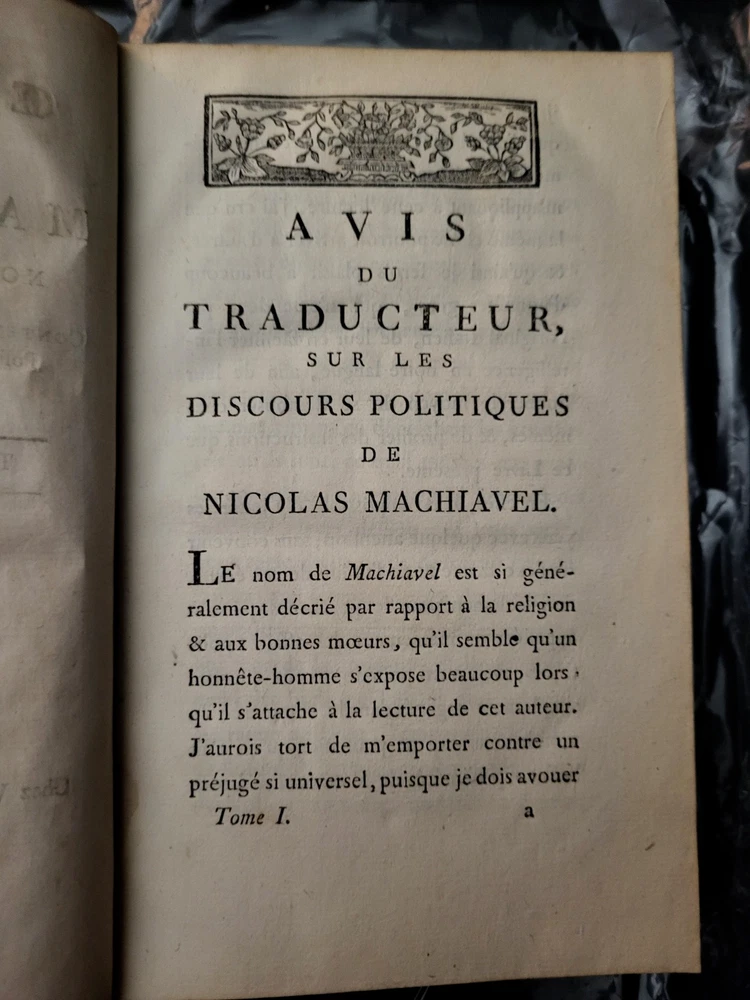 AVIS
DU
TRADUCTEUR,
SUR LES
DISCOURS POLITIQUES
DE
NICOLAS MACHIAVEL.
LE nom de Machiavel est si géné-
ralement décrié par rapport à la religion
& aux bonnes mœurs, qu'il semble qu'un
honnête-homme s'expose beaucoup lors
qu'il s'attache à la lecture de cet auteur.
J'aurois tort de m'emporter contre un
préjugé si universel, puisque je dois avouer
Tome I. a